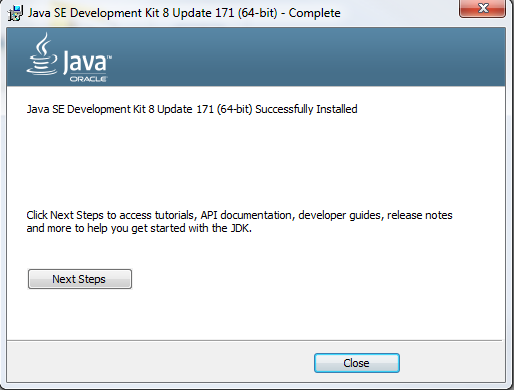 Java SE Development Kit 8 Update 171 (64-bit) - Complete
Java™
ORACLE
Java SE Development Kit 8 Update 171 (64-bit) Successfully Installed
Click Next Steps to access tutorials, API documentation, developer guides, release notes
and more to help you get started with the JDK.
Next Steps
Close